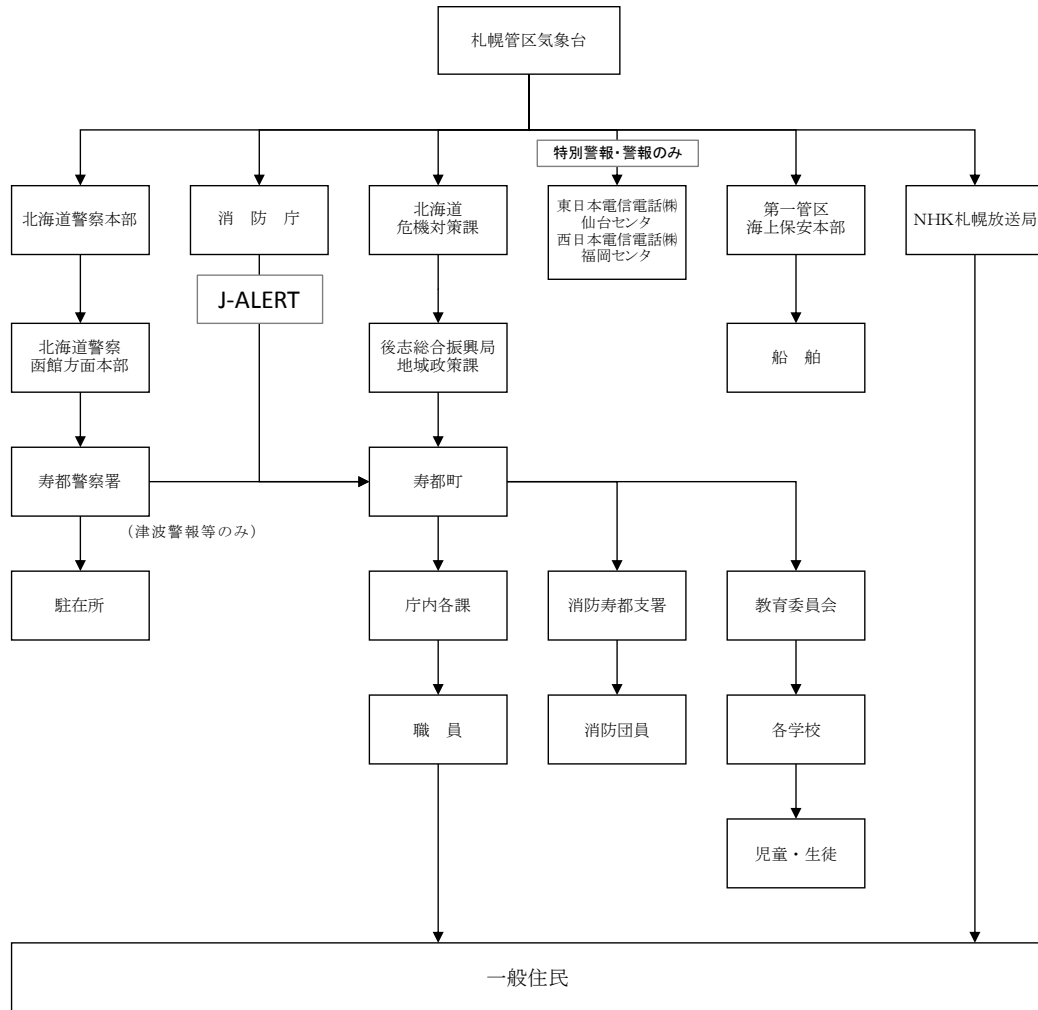 札幌管区気象台
特別警報・警報のみ
北海道警察本部
消　防　庁
北海道
危機対策課
東日本電信電話㈱
仙台センタ
西日本電信電話㈱
福岡センタ
第一管区
海上保安本部
NHK札幌放送局
J-ALERT
北海道警察
函館方面本部
後志総合振興局
地域政策課
船　舶
寿都警察署
寿都町
（津波警報等のみ）
駐在所
庁内各課
消防寿都支署
教育委員会
職　員
消防団員
各学校
児童・生徒
一般住民